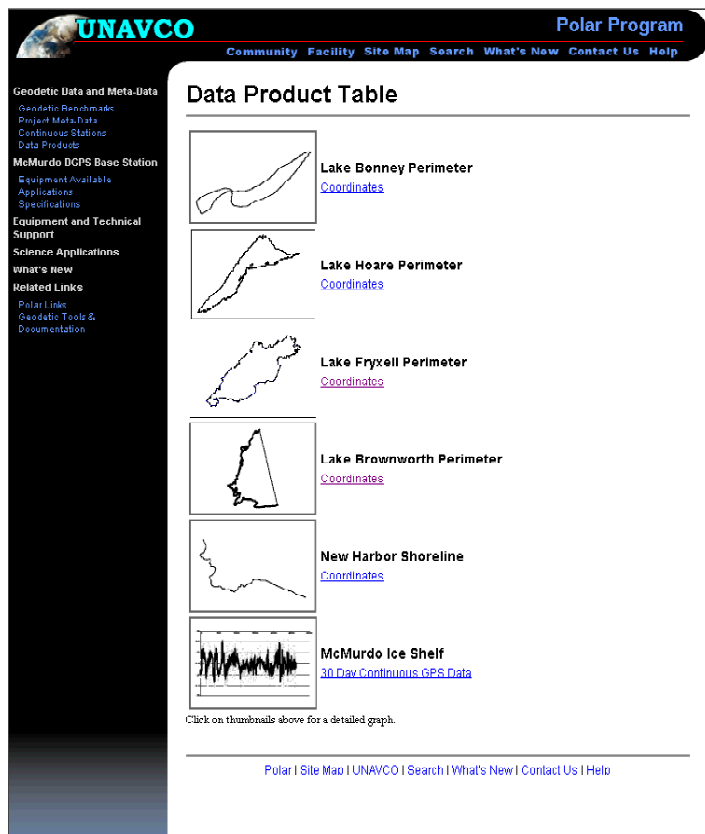 UNAVCO
Polar Program
Community Facility Site Map Search What's New Contact Us Help
Geodetic Data and Meta-Data
Geodetic Benchmarks
Project Meta-Data
Continuous Stations
Data Products
McMurdo DGPS Base Station
Equipment Available
Applications
Specifications
Equipment and Technical
Support
Science Applications
What's New
Related Links
Polar Links
Geodetic Tools &
Documentation
Data Product Table
Lake Bonney Perimeter
Coordinates
Lake Hoare Perimeter
Coordinates
Lake Fryxell Perimeter
Coordinates
Lake Brownworth Perimeter
Coordinates
New Harbor Shoreline
Coordinates
McMurdo Ice Shelf
30 Day Continuous GPS Data
Click on thumbnails above for a detailed graph.
Polar | Site Map | UNAVCO | Search | What's New | Contact Us | Help